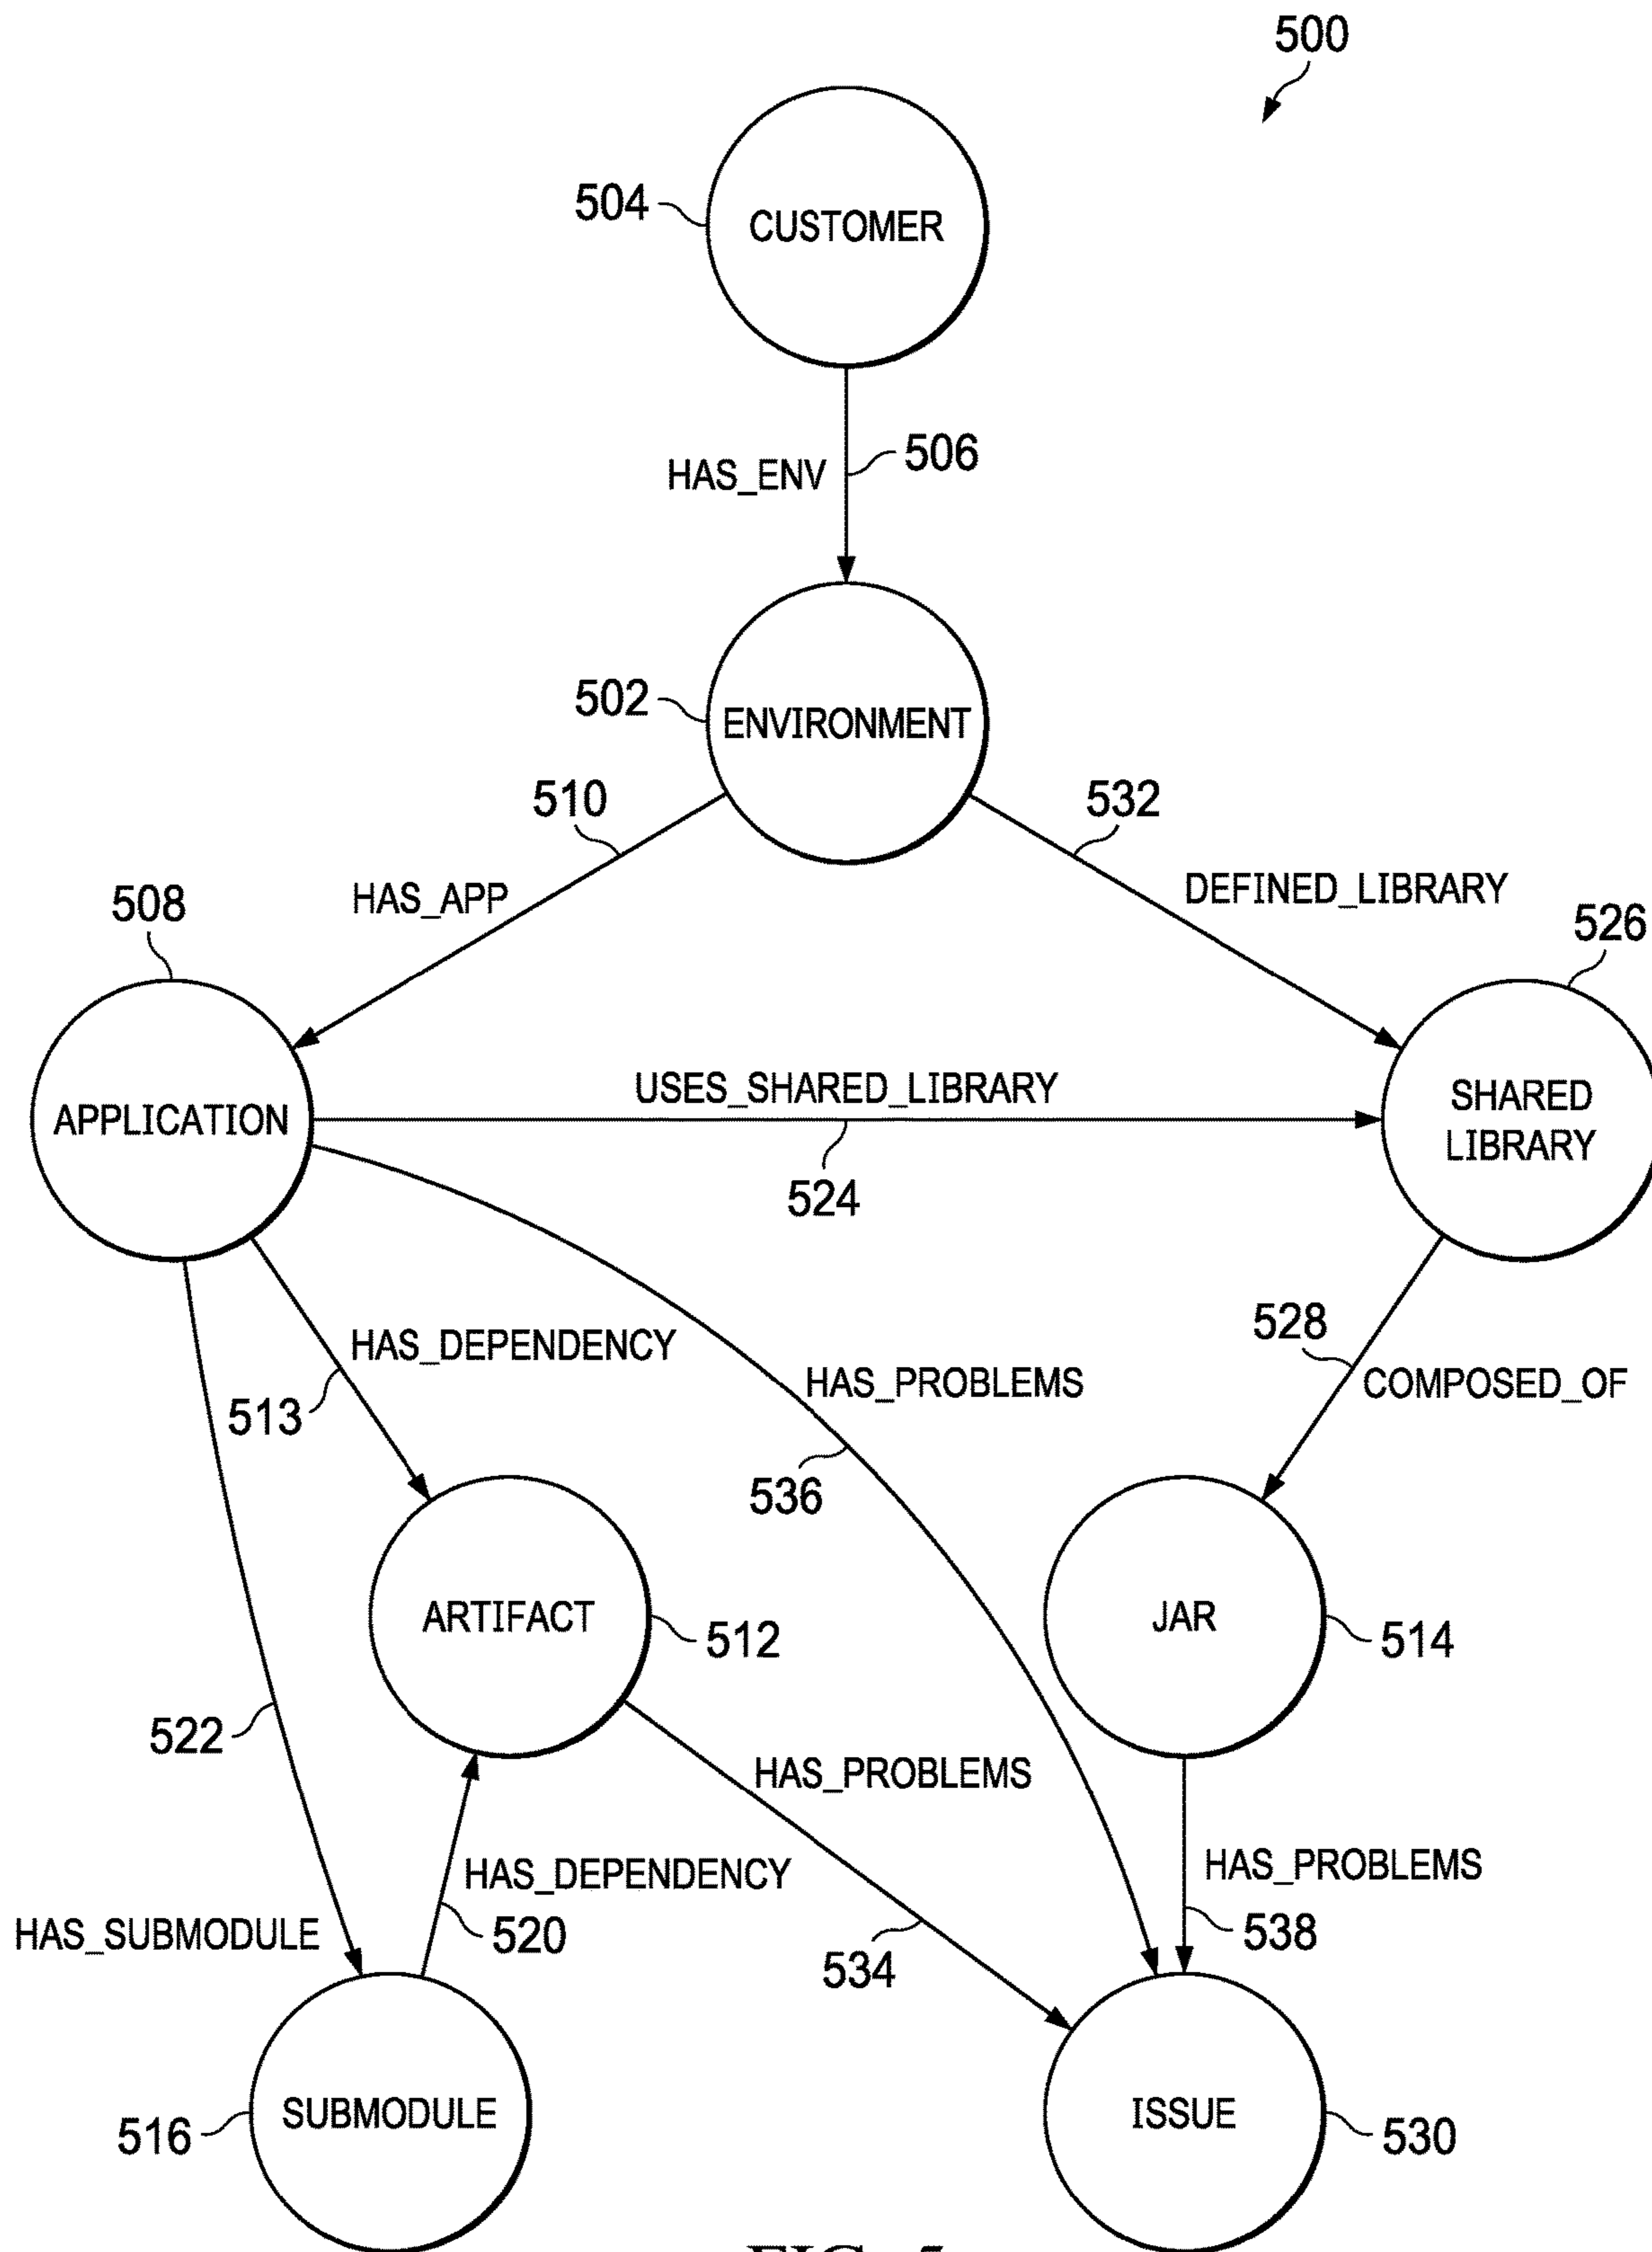 500
504
CUSTOMER
HAS_ENV
506
502
ENVIRONMENT
510
532
HAS_APP
DEFINED_LIBRARY
508
526
APPLICATION
USES_SHARED_LIBRARY
524
SHARED
LIBRARY
HAS_DEPENDENCY
513
528
HAS_PROBLEMS
COMPOSED_OF
536
ARTIFACT
512
JAR
514
522
HAS_PROBLEMS
HAS_DEPENDENCY
520
HAS_PROBLEMS
538
HAS_SUBMODULE
534
SUBMODULE
516
ISSUE
530